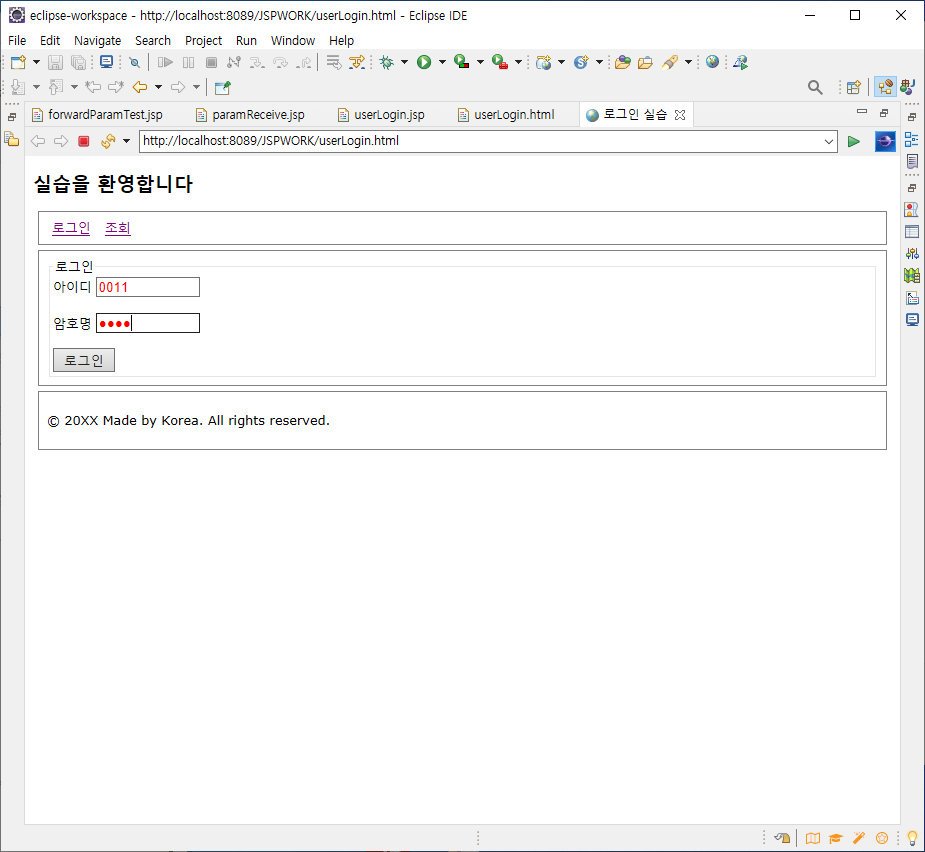 eclipse-workspace - http://localhost:8089/JSPWORK/userLogin.html - Eclipse IDE
File Edit Navigate Search Project Run Window Help
forwardParamTest.jsp paramReceive.jsp userLogin.jsp userLogin.html 로그인 실습
http://localhost:8089/JSPWORK/userLogin.html
실습을 환영합니다
로그인 조회
로그인
아이디 0011
암호명 ●●●●
로그인
© 20XX Made by Korea. All rights reserved.